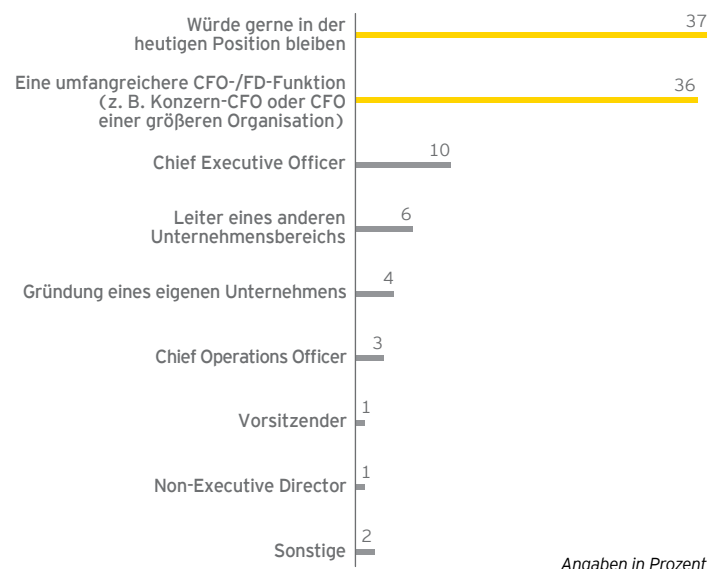 Würde gerne in der
heutigen Position bleiben
37
Eine umfangreichere CFO-/FD-Funktion
(z. B. Konzern-CFO oder CFO
einer größeren Organisation)
36
Chief Executive Officer
10
Leiter eines anderen
Unternehmensbereichs
6
Gründung eines eigenen Unternehmens
4
Chief Operations Officer
3
Vorsitzender
1
Non-Executive Director
1
Sonstige
2
Angaben in Prozent